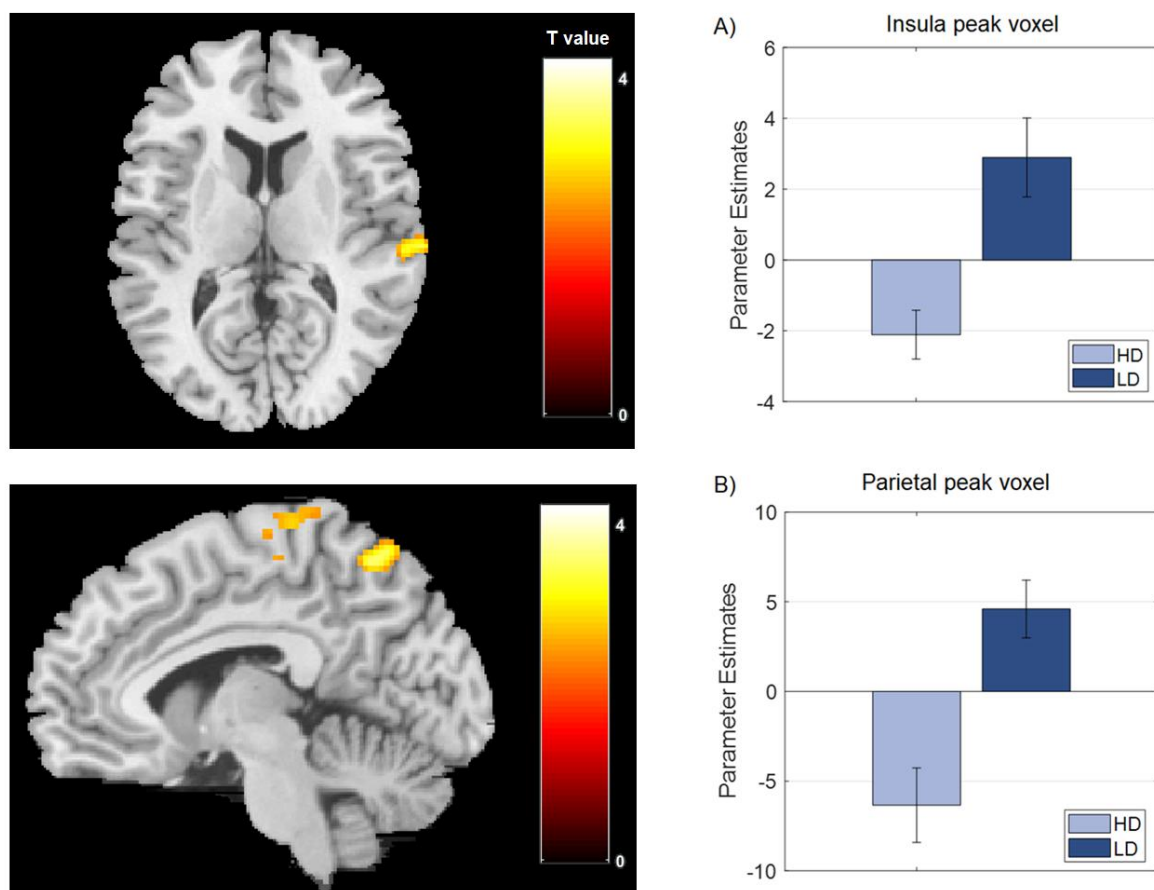 T value
4
0
A)
Insula peak voxel
6
4
2
0
-2
-4
Parameter Estimates
HD
LD
4
0
B)
Parietal peak voxel
10
5
0
-5
-10
Parameter Estimates
HD
LD